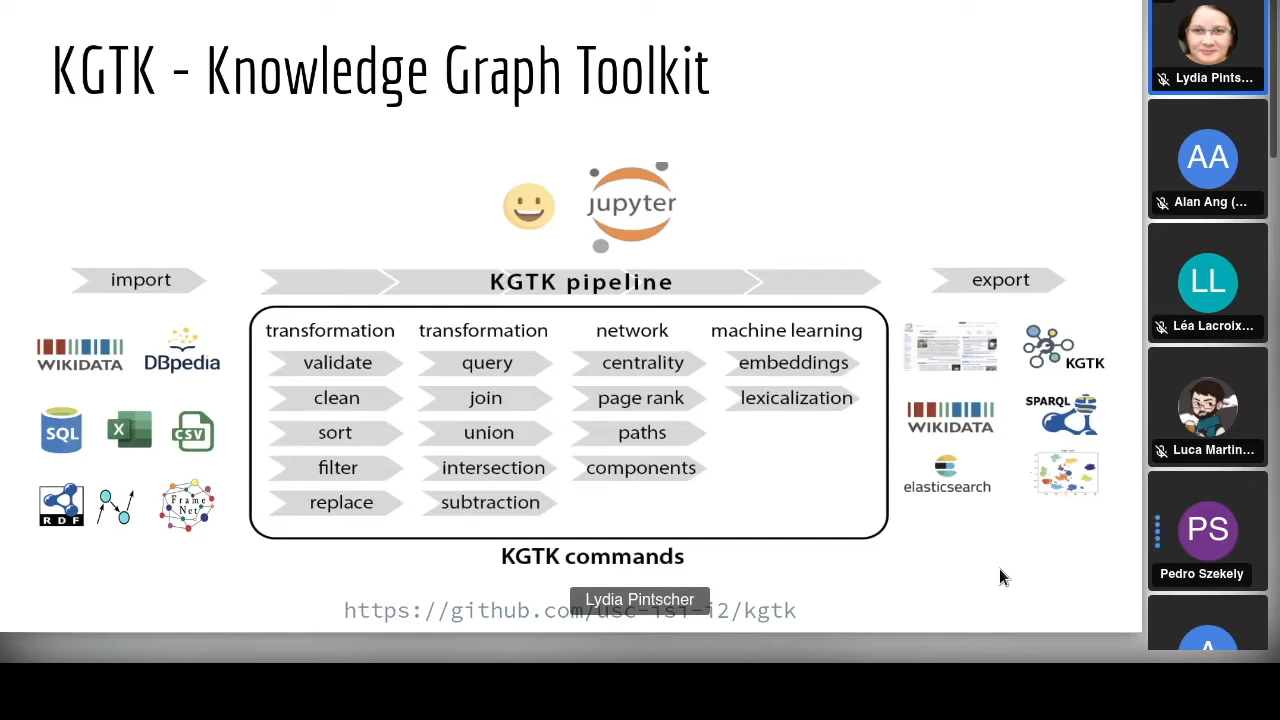 KGTK - Knowledge Graph Toolkit
jupyter
import
KGTK pipeline
export
transformation transformation network machine learning
validate query centrality embeddings
clean join page rank lexicalization
sort union paths
filter intersection components
replace subtraction
KGTK commands
WIKIDATA DBpedia
SQL X CSV
RDF Frame Net
KGTK
WIKIDATA SPARQL
elasticsearch
https://github.com/usc-isi-i2/kgtk
Lydia Pintscher
Lydia Pints...
AA
Alan Ang (...
LL
Léa Lacroix...
Luca Martin...
PS
Pedro Szekely
A